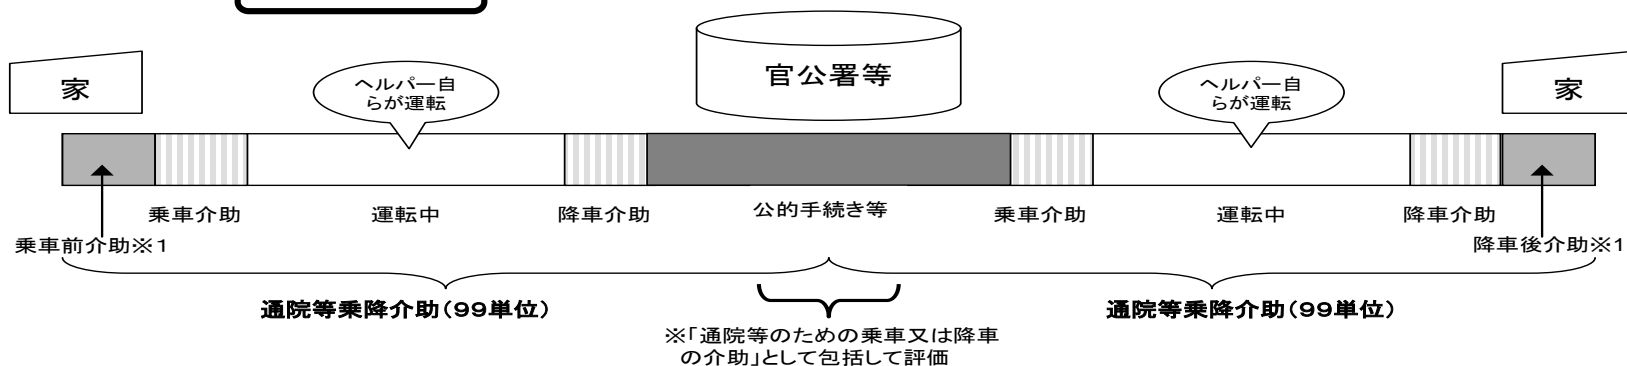 官公署等
家
ヘルパー自
らが運転
ヘルパー自
らが運転
家
乗車介助
運転中
降車介助
公的手続き等
乗車介助
運転中
降車介助
乗車前介助※1
降車後介助※1
通院等乗降介助(99単位)
通院等乗降介助(99単位)
※「通院等のための乗車又は降車
の介助」として包括して評価